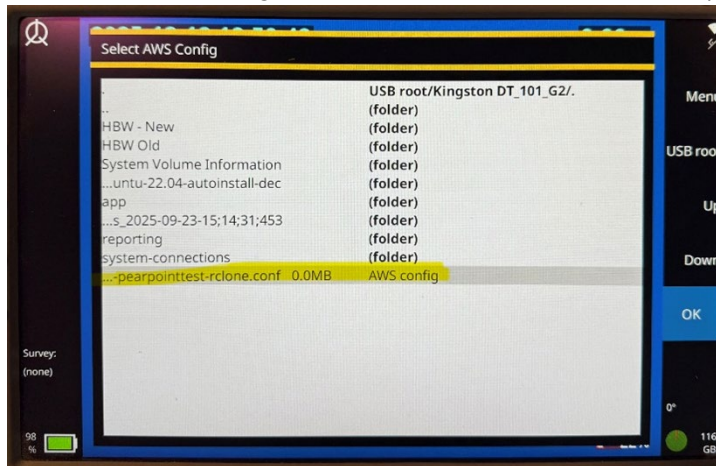 Select AWS Config
. USB root/Kingston DT_101_G2/.
.. (folder)
HBW - New (folder)
HBW Old (folder)
System Volume Information (folder)
...untu-22.04-autoinstall-dec (folder)
app (folder)
...s_2025-09-23-15;14;31;453 (folder)
reporting (folder)
system-connections (folder)
...-pearpointtest-rclone.conf 0.0MB AWS config
Menu
USB root
Up
Down
OK
Survey:
(none)
0°
98
%
116
GB